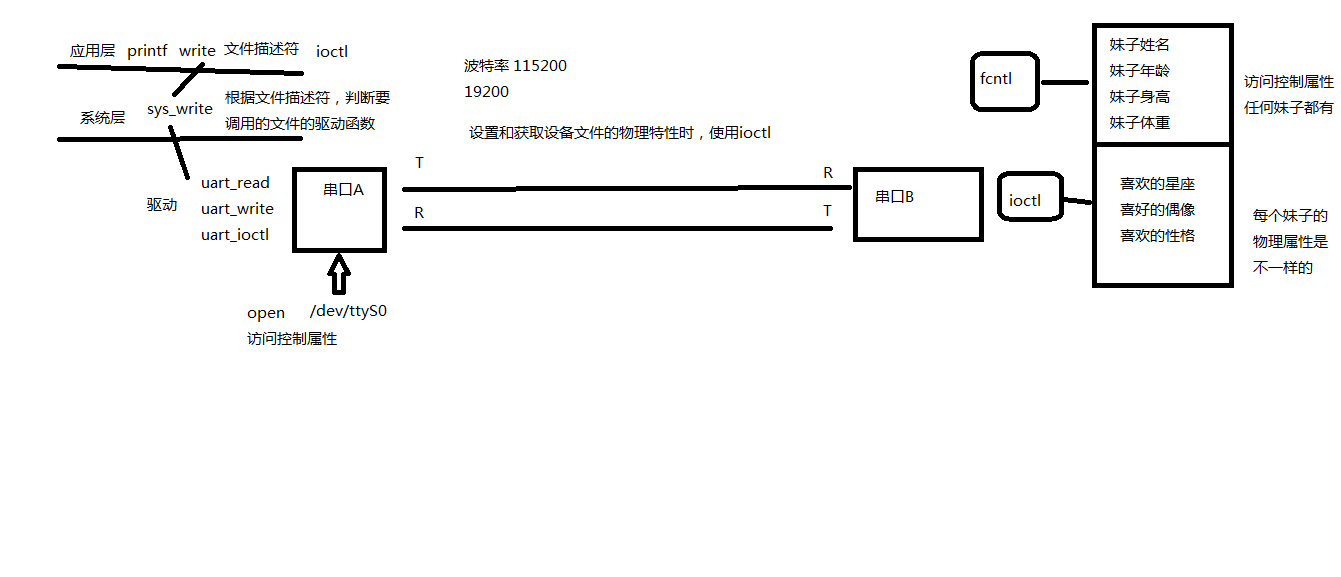 应用层 printf write 文件描述符 ioctl
系统层 sys_write 根据文件描述符，判断要
调用的文件的驱动函数
驱动
uart_read
uart_write
uart_ioctl
串口A
open /dev/ttyS0
访问控制属性
波特率 115200
19200
设置和获取设备文件的物理特性时，使用ioctl
T
R
R
T
串口B
fcntl
妹子姓名
妹子年龄
妹子身高
妹子体重
访问控制属性
任何妹子都有
ioctl
喜欢的星座
喜好的偶像
喜欢的性格
每个妹子的
物理属性是
不一样的